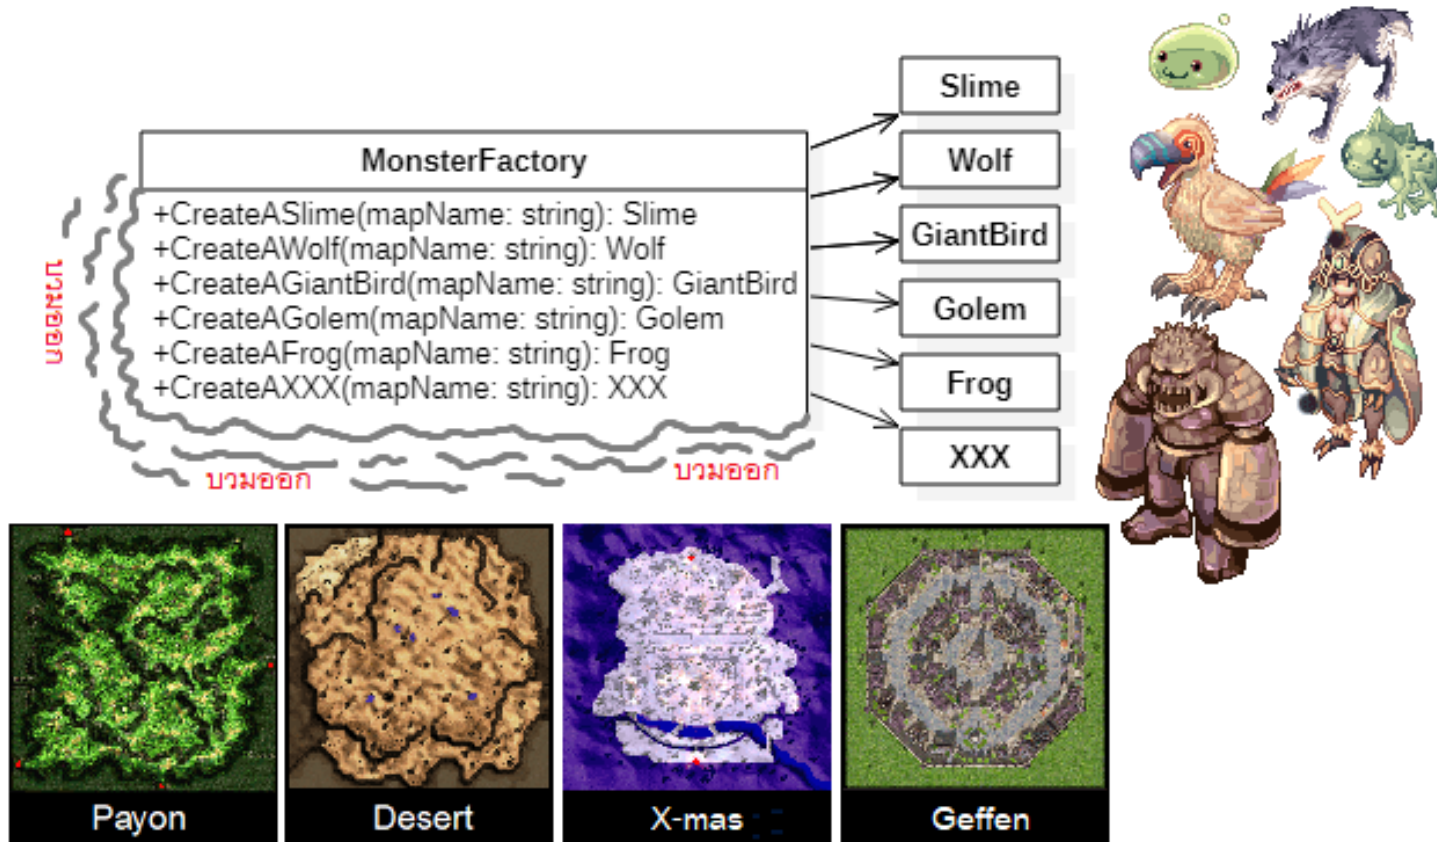 MonsterFactory
+CreateASlime(mapName: string): Slime
+CreateAWolf(mapName: string): Wolf
+CreateAGiantBird(mapName: string): GiantBird
+CreateAGolem(mapName: string): Golem
+CreateAFrog(mapName: string): Frog
+CreateAXXX(mapName: string): XXX
บวมออก
บวมออก
บวมออก
Slime
Wolf
GiantBird
Golem
Frog
XXX
Payon
Desert
X-mas
Geffen